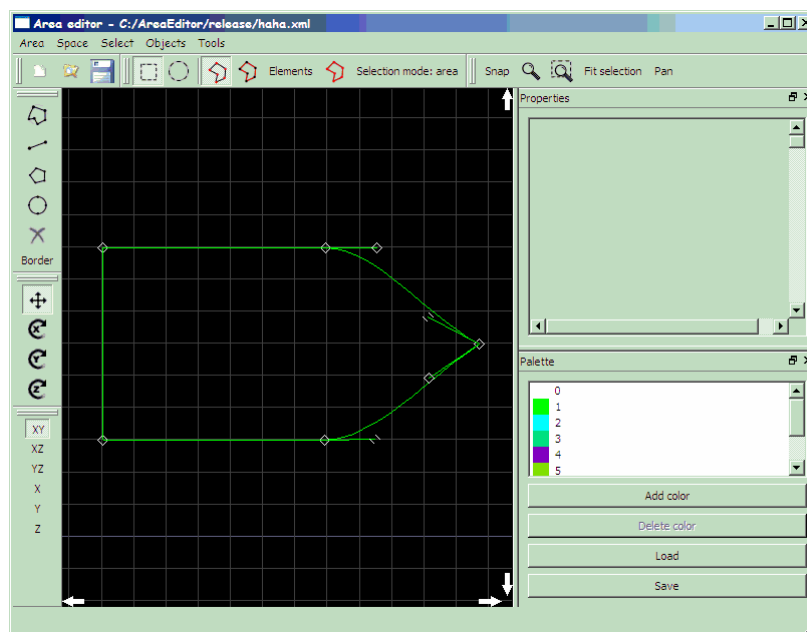 Area editor - C:/AreaEditor/release/haha.xml
Area Space Select Objects Tools
Elements Selection mode: area Snap Fit selection Pan
Properties
Border
X
Y
Z
XY
XZ
YZ
X
Y
Z
Palette
0
1
2
3
4
5
Add color
Delete color
Load
Save